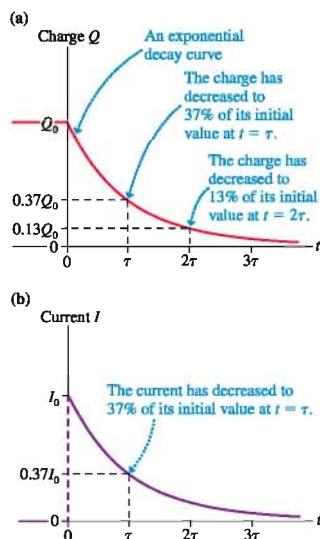 (a)
Charge Q
An exponential
decay curve
The charge has
decreased to
37% of its initial
value at t = τ.
Q₀
The charge has
decreased to
13% of its initial
value at t = 2τ.
0.37Q₀
0.13Q₀
0
t
0 τ 2τ 3τ
(b)
Current I
I₀
The current has decreased to
37% of its initial value at t = τ.
0.37I₀
0
t
0 τ 2τ 3τ